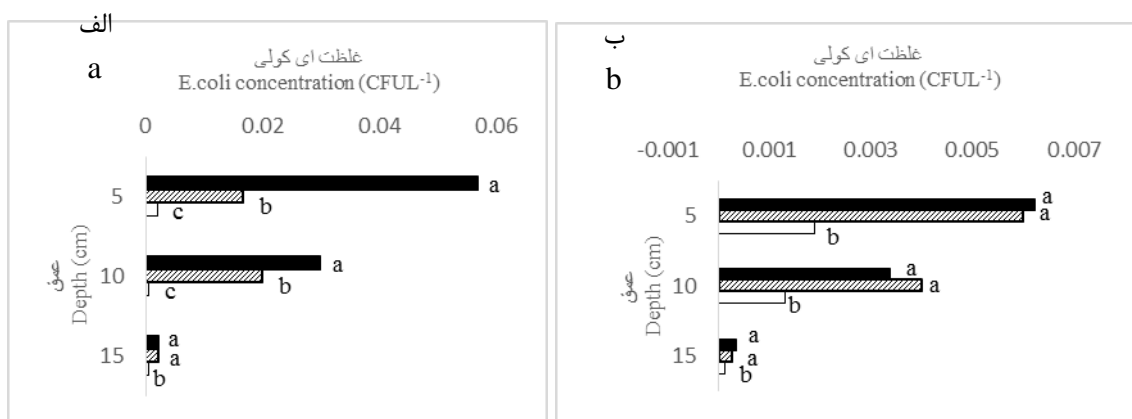 الف
a
غلظت ای کولی
E.coli concentration (CFUL-1)
0 0.02 0.04 0.06
5
a
b
c
10
a
b
c
15
a
a
b
عمق
Depth (cm)
ب
b
غلظت ای کولی
E.coli concentration (CFUL-1)
-0.001 0.001 0.003 0.005 0.007
5
a
a
b
10
a
a
b
15
a
a
b
عمق
Depth (cm)